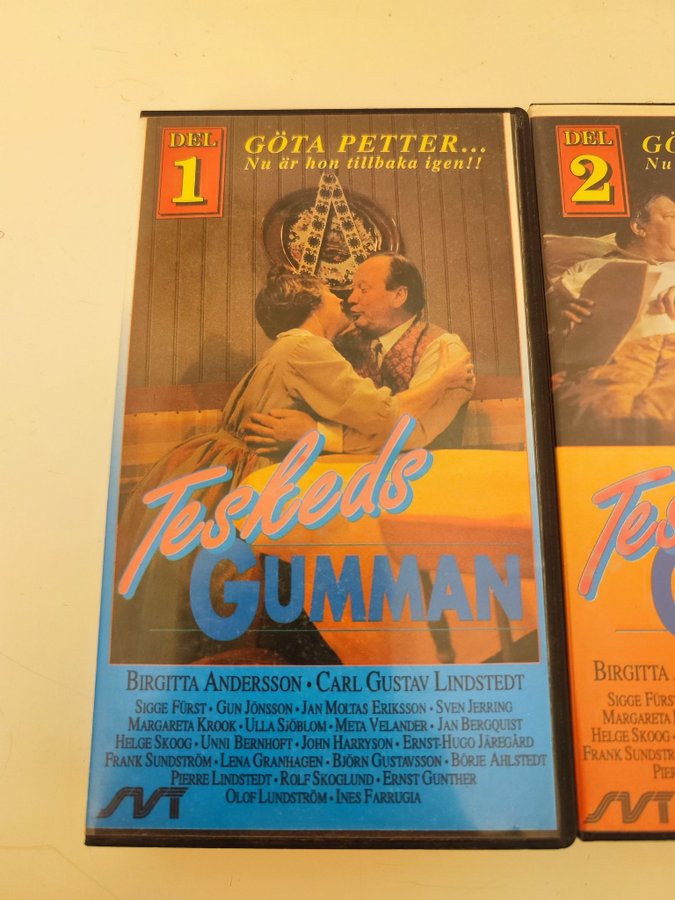 DEL
1
GÖTA PETTER...
Nu är hon tillbaka igen!!
Teskeds
GUMMAN
BIRGITTA ANDERSSON • CARL GUSTAV LINDSTEDT
SIGGE FÜRST • GUN JÖNSSON • JAN MOLTAS ERIKSSON • SVEN JERRING
MARGARETA KROOK • ULLA SJÖBLOM • META VELANDER • JAN BERGQUIST
HELGE SKOOG • UNNI BERNHOFT • JOHN HARRYSON • ERNST-HUGO JÄREGÅRD
FRANK SUNDSTRÖM • LENA GRANHAGEN • BJÖRN GUSTAVSSON • BÖRJE AHLSTEDT
PIERRE LINDSTEDT • ROLF SKOGLUND • ERNST GÜNTHER
OLOF LUNDSTRÖM • INES FARRUGIA
SVT
DEL
2
GÖ
Nu
Tes
BIRGITTA
SIGGE FÜRS
MARGARETA
HELGE SKOOG •
FRANK SUNDSTR
PIER
SVT